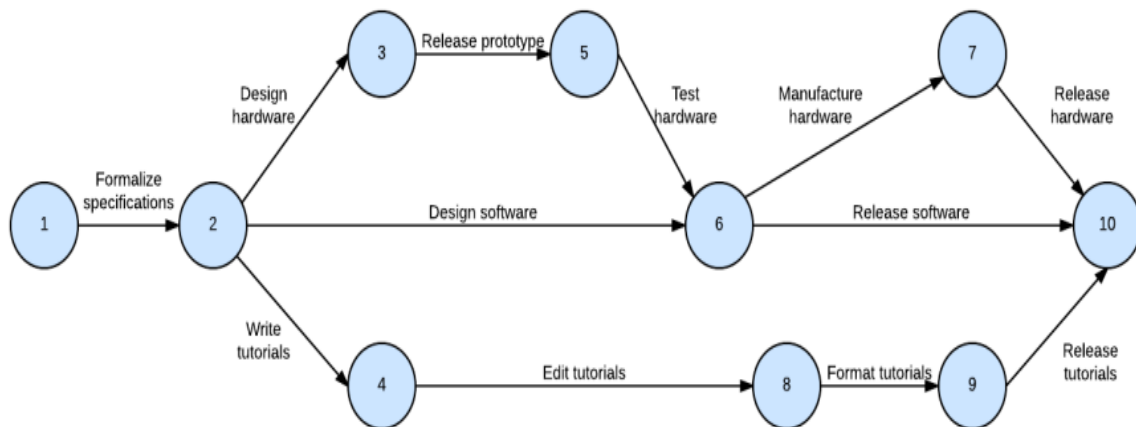 3
Release prototype
5
7
Design
hardware
Test
hardware
Manufacture
hardware
Release
hardware
Formalize
specifications
1
2
Design software
6
Release software
10
Write
tutorials
4
Edit tutorials
8
Format tutorials
9
Release
tutorials